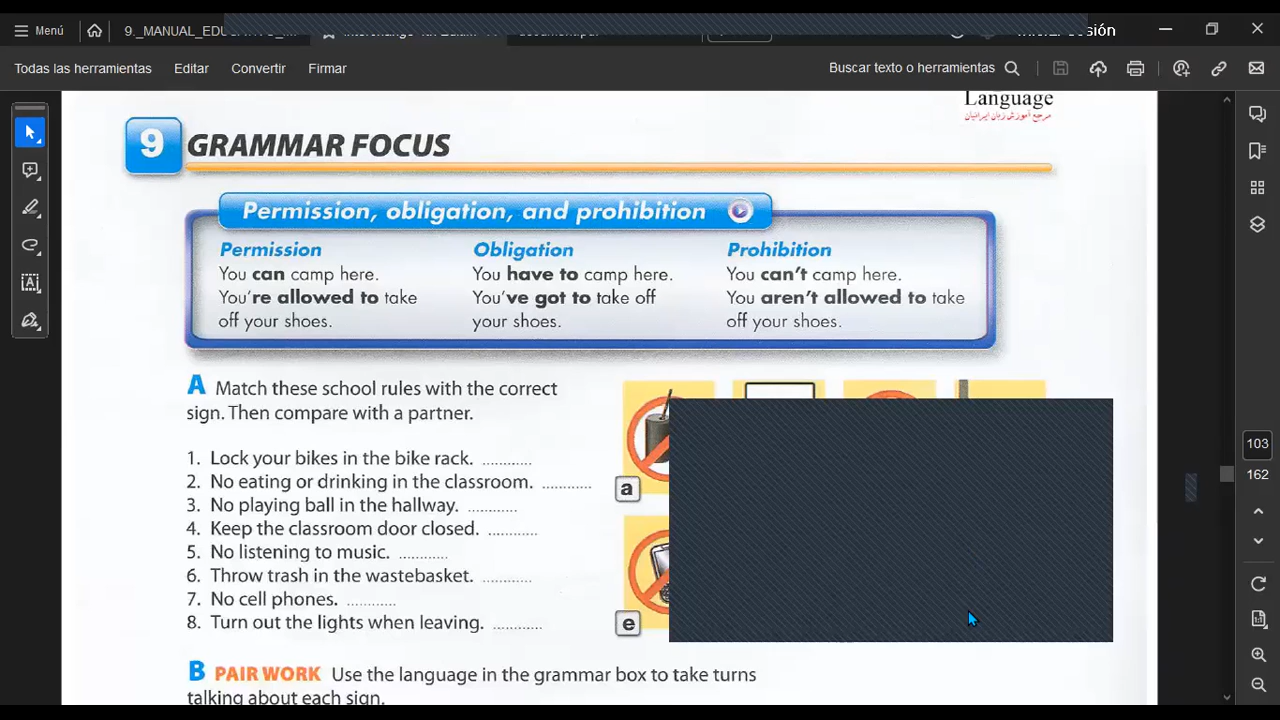 Menú
9._MANUAL_EDU
Todas las herramientas Editar Convertir Firmar Buscar texto o herramientas
Language
مرجع آموزش زبان ایرانیان
9 GRAMMAR FOCUS
Permission, obligation, and prohibition
Permission Obligation Prohibition
You can camp here. You have to camp here. You can't camp here.
You're allowed to take You've got to take off You aren't allowed to take
off your shoes. your shoes. off your shoes.
A Match these school rules with the correct
sign. Then compare with a partner.
1. Lock your bikes in the bike rack. ............
2. No eating or drinking in the classroom. ............
3. No playing ball in the hallway. ............
4. Keep the classroom door closed. ............
5. No listening to music. ............
6. Throw trash in the wastebasket. ............
7. No cell phones. ............
8. Turn out the lights when leaving. ............
a
e
103
162
B PAIR WORK Use the language in the grammar box to take turns
talking about each sign.